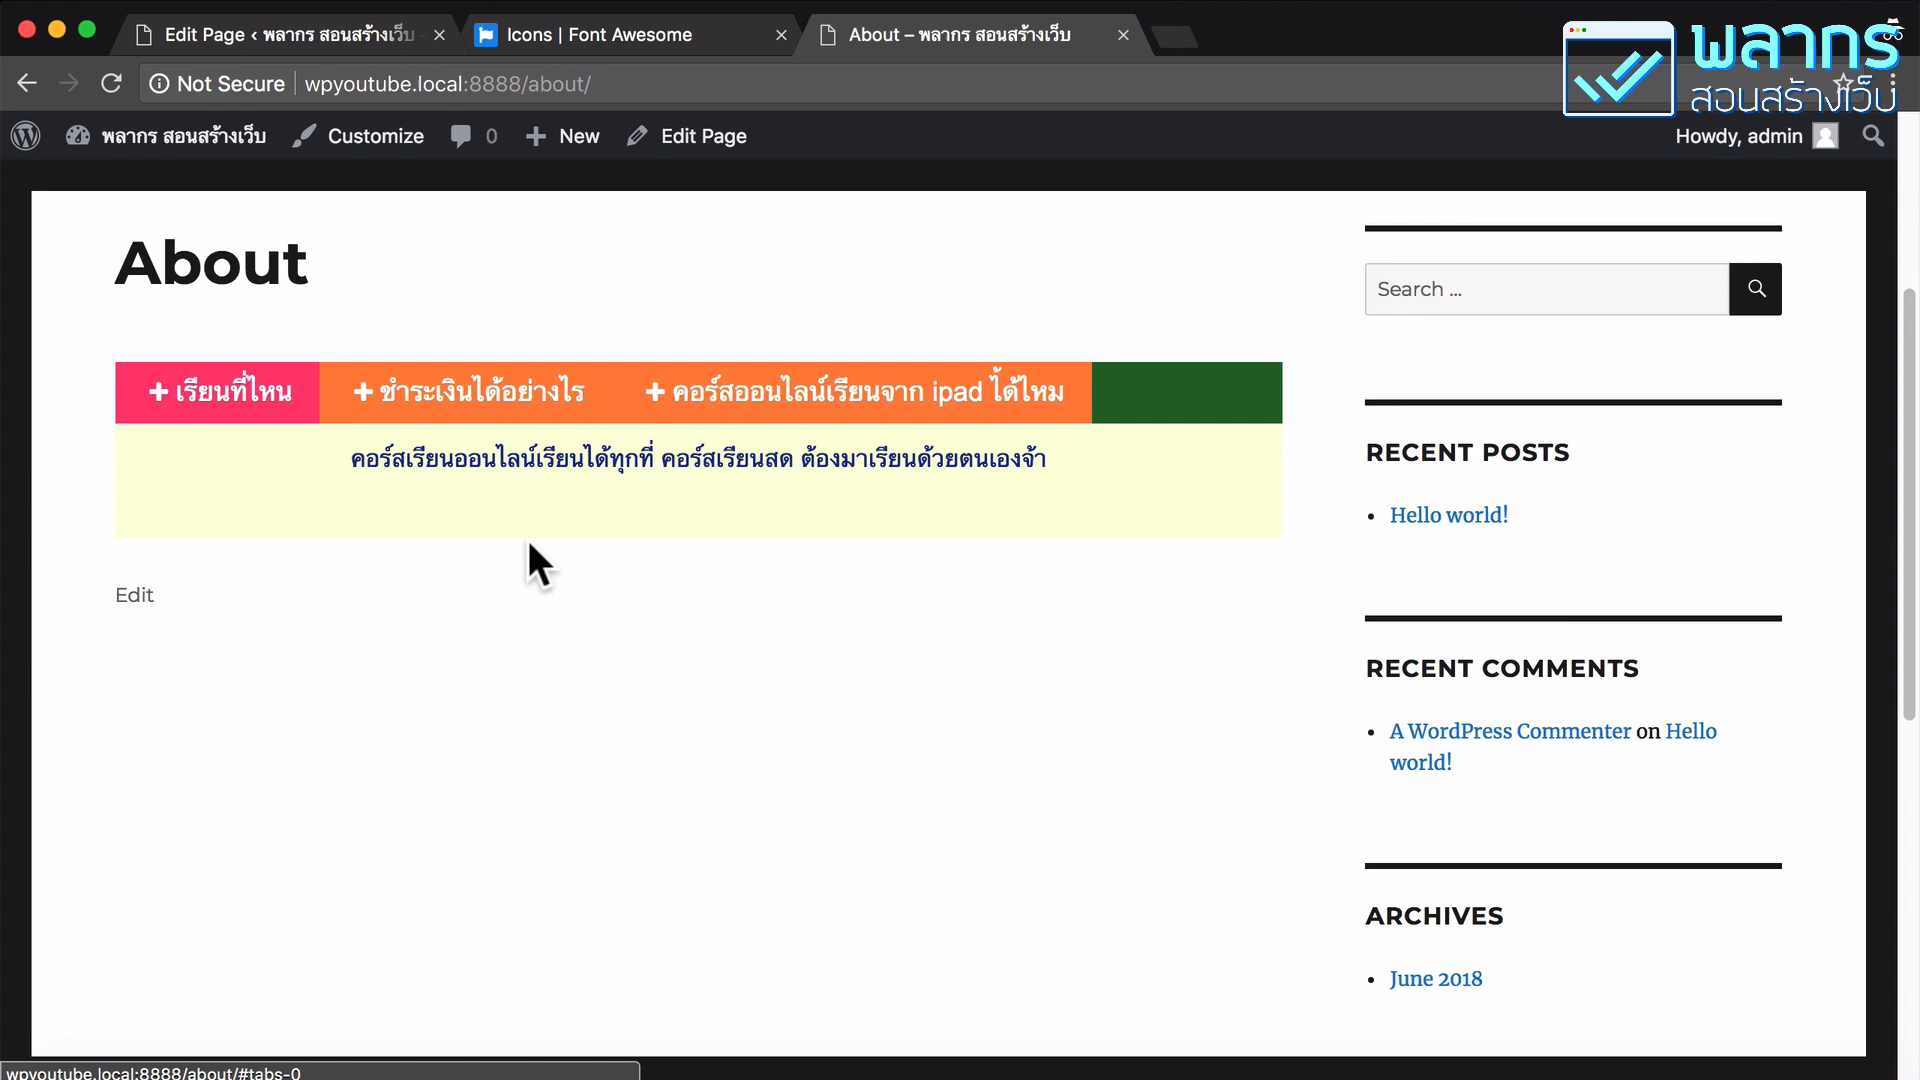 Edit Page ‹ พลากร สอนสร้างเว็บ -
Icons | Font Awesome
About – พลากร สอนสร้างเว็บ
พลากร
สอนสร้างเว็บ
Not Secure wpyoutube.local:8888/about/
พลากร สอนสร้างเว็บ Customize 0 New Edit Page Howdy, admin
About
Search ...
เรียนที่ไหน ชำระเงินได้อย่างไร คอร์สออนไลน์เรียนจาก ipad ได้ไหม
คอร์สเรียนออนไลน์เรียนได้ทุกที่ คอร์สเรียนสด ต้องมาเรียนด้วยตนเองจ้า
Edit
RECENT POSTS
Hello world!
RECENT COMMENTS
A WordPress Commenter on Hello
world!
ARCHIVES
June 2018
wpyoutube.local:8888/about/#tabs-0